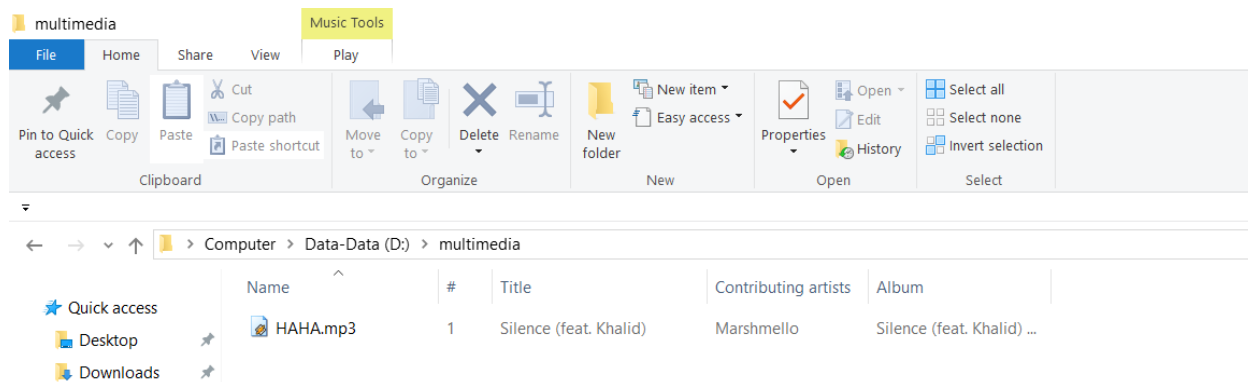 multimedia
Music Tools
File Home Share View Play
Pin to Quick access
Copy
Paste
Cut
W... Copy path
Paste shortcut
Move to
Copy to
Delete
Rename
New folder
New item
Easy access
Properties
Open
Edit
History
Select all
Select none
Invert selection
Clipboard Organize New Open Select
> Computer > Data-Data (D:) > multimedia
Name # Title Contributing artists Album
Quick access
HAHA.mp3 1 Silence (feat. Khalid) Marshmello Silence (feat. Khalid) ...
Desktop
Downloads